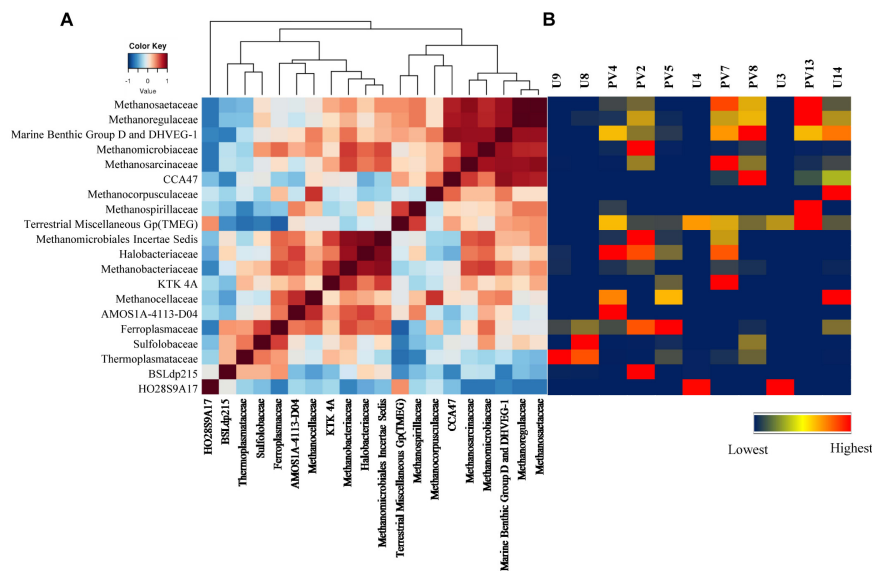 A
B
Color Key
-1 0 1
Value
U9 U8 PV4 PV2 PV5 U4 PV7 PV8 U3 PV13 U14
Methanosaetaceae
Methanoregulaceae
Marine Benthic Group D and DHVEG-1
Methanomicrobiaceae
Methanosarcinaceae
CCA47
Methanocorpusculaceae
Methanospirillaceae
Terrestrial Miscellaneous Gp(TMEG)
Methanomicrobiales Incertae Sedis
Halobacteriaceae
Methanobacteriaceae
KTK 4A
Methanocellaceae
AMOS1A-4113-D04
Ferroplasmaceae
Sulfolobaceae
Thermoplasmataceae
BSLdp215
HO28S9A17
HO28S9A17
BSLdp215
Thermoplasmataceae
Sulfolobaceae
Ferroplasmaceae
AMOS1A-4113-D04
Methanocellaceae
KTK 4A
Methanobacteriaceae
Halobacteriaceae
Methanomicrobiales Incertae Sedis
Terrestrial Miscellaneous Gp(TMEG)
Methanospirillaceae
Methanocorpusculaceae
CCA47
Methanosarcinaceae
Methanomicrobiaceae
Marine Benthic Group D and DHVEG-1
Methanoregulaceae
Methanosaetaceae
Lowest Highest